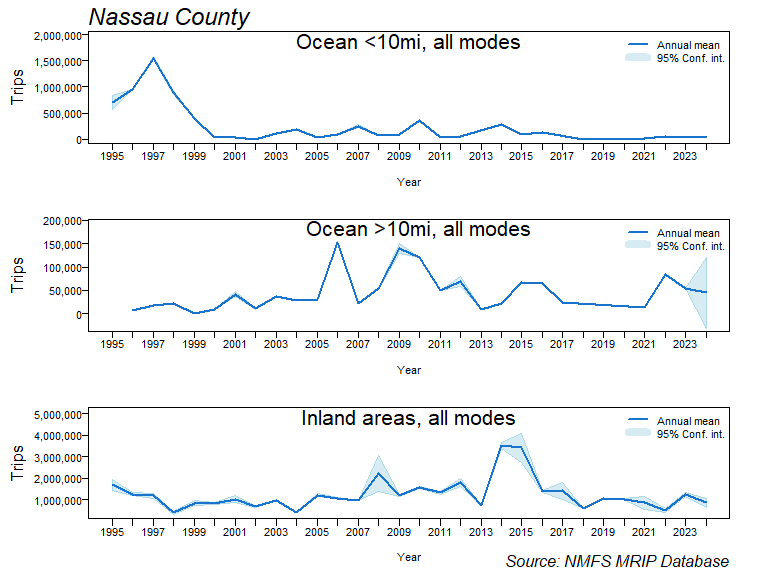 Nassau County
Ocean <10mi, all modes
Annual mean
95% Conf. int.
Trips
2,000,000
1,500,000
1,000,000
500,000
0
1995 1997 1999 2001 2003 2005 2007 2009 2011 2013 2015 2017 2019 2021 2023
Year
Ocean >10mi, all modes
Annual mean
95% Conf. int.
Trips
200,000
150,000
100,000
50,000
0
1995 1997 1999 2001 2003 2005 2007 2009 2011 2013 2015 2017 2019 2021 2023
Year
Inland areas, all modes
Annual mean
95% Conf. int.
Trips
5,000,000
4,000,000
3,000,000
2,000,000
1,000,000
1995 1997 1999 2001 2003 2005 2007 2009 2011 2013 2015 2017 2019 2021 2023
Year
Source: NMFS MRIP Database